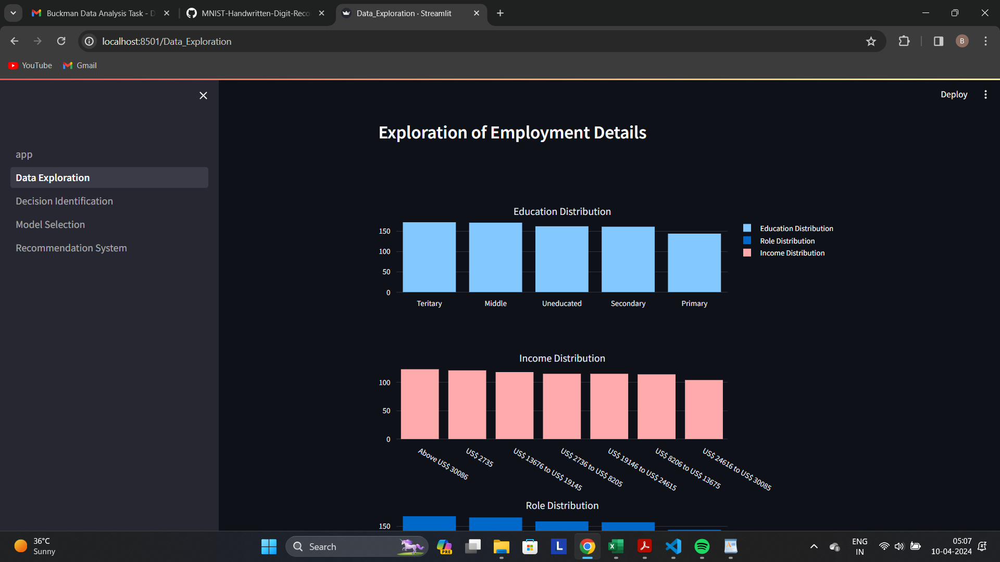 Buckman Data Analysis Task - D
MNIST-Handwritten-Digit-Reco
Data_Exploration · Streamlit
localhost:8501/Data_Exploration
B
YouTube
Gmail
Deploy
app
Data Exploration
Decision Identification
Model Selection
Recommendation System
Exploration of Employment Details
Education Distribution
150
100
50
0
Teritary
Middle
Uneducated
Secondary
Primary
Education Distribution
Role Distribution
Income Distribution
Income Distribution
100
50
0
Above US$ 30086
US$ 2735
US$ 13676 to US$ 19145
US$ 2736 to US$ 8205
US$ 19146 to US$ 24615
US$ 8206 to US$ 13675
US$ 24616 to US$ 30085
Role Distribution
150
36°C
Sunny
Search
PRE
L
ENG
IN
05:07
10-04-2024